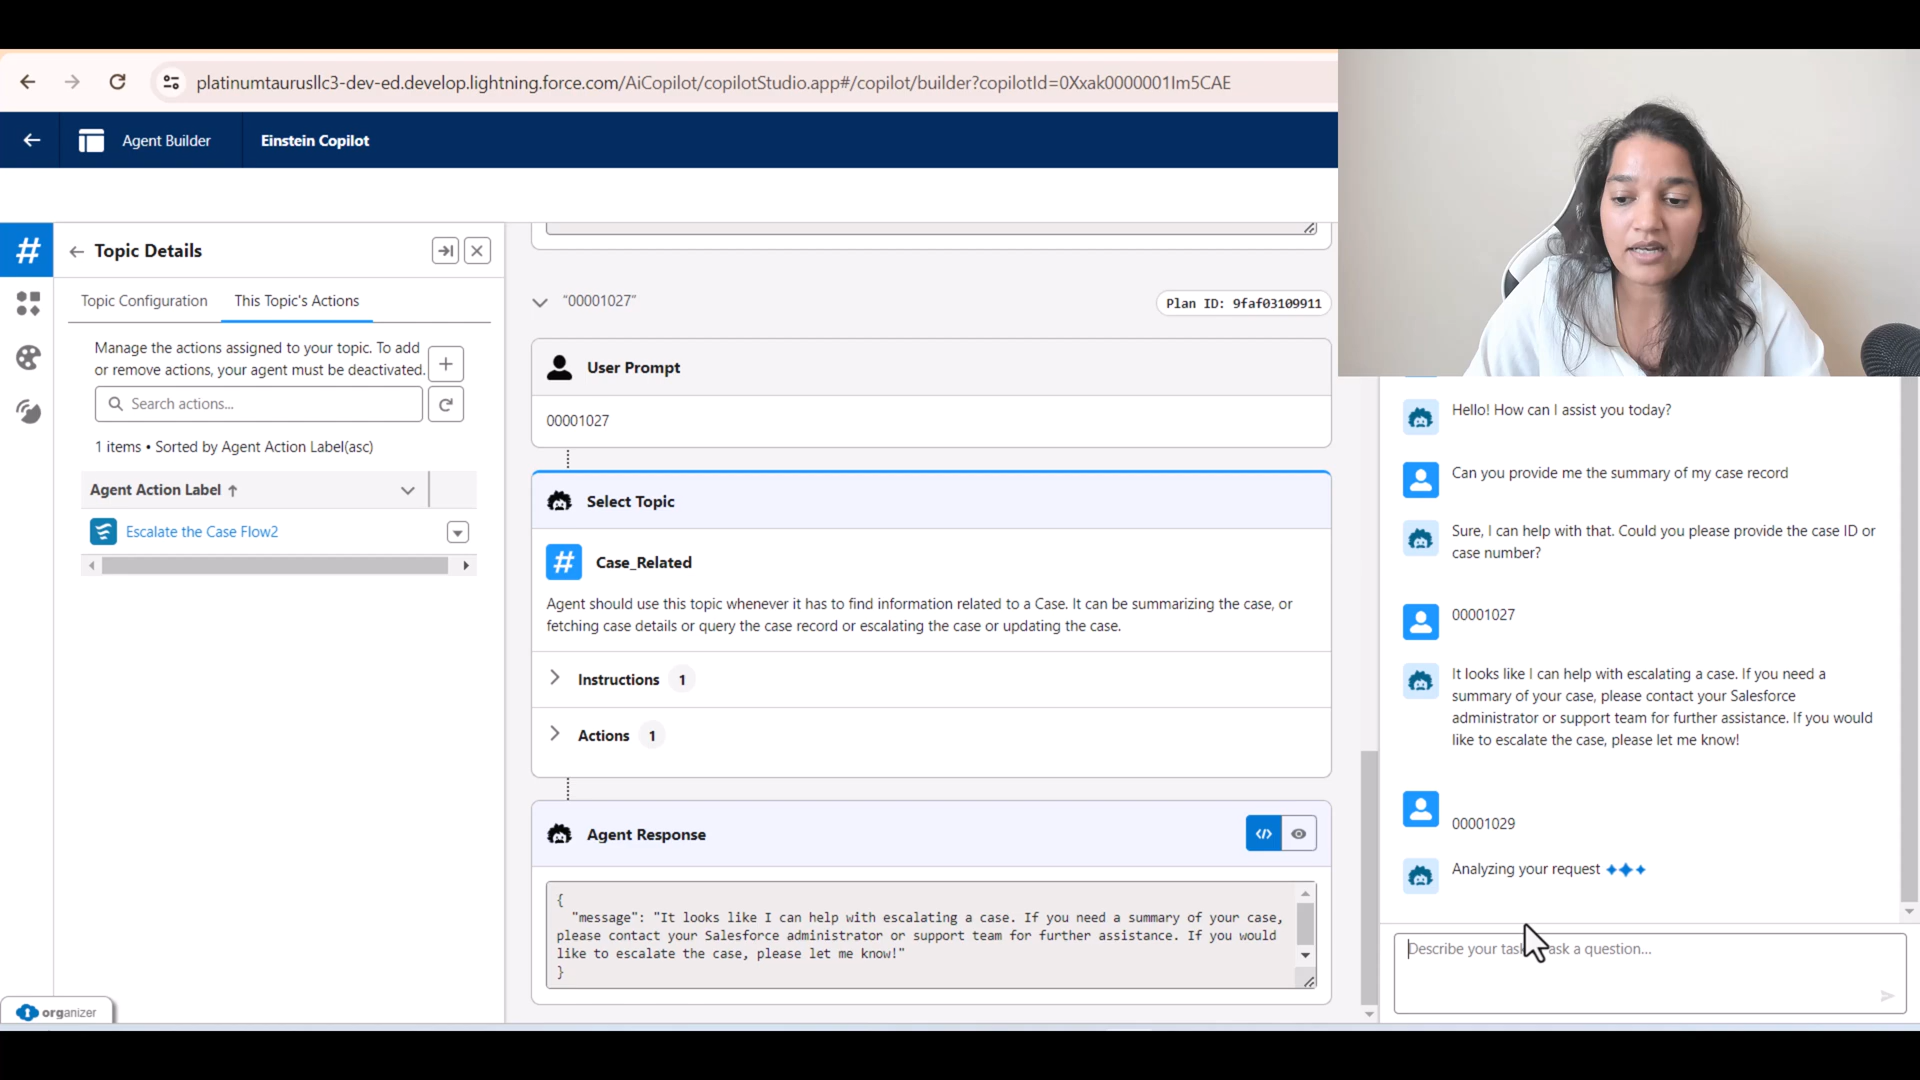 platinumtaurusllc3-dev-ed.develop.lightning.force.com/AiCopilot/copilotStudio.app#/copilot/builder?copilotId=0Xxak0000001Im5CAE
Agent Builder
Einstein Copilot
Topic Details
Topic Configuration
This Topic's Actions
Manage the actions assigned to your topic. To add
or remove actions, your agent must be deactivated.
Search actions...
1 items • Sorted by Agent Action Label(asc)
Agent Action Label ↑
Escalate the Case Flow2
organizer
"00001027"
Plan ID: 9faf03109911
User Prompt
00001027
Select Topic
Case_Related
Agent should use this topic whenever it has to find information related to a Case. It can be summarizing the case, or
fetching case details or query the case record or escalating the case or updating the case.
Instructions 1
Actions 1
Agent Response
{
"message": "It looks like I can help with escalating a case. If you need a summary of your case,
please contact your Salesforce administrator or support team for further assistance. If you would
like to escalate the case, please let me know!"
}
Hello! How can I assist you today?
Can you provide me the summary of my case record
Sure, I can help with that. Could you please provide the case ID or
case number?
00001027
It looks like I can help with escalating a case. If you need a
summary of your case, please contact your Salesforce
administrator or support team for further assistance. If you would
like to escalate the case, please let me know!
00001029
Analyzing your request
Describe your task ask a question...